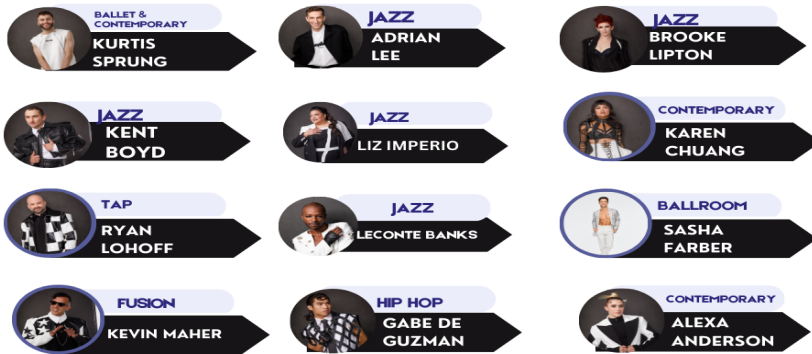 BALLET &
CONTEMPORARY
KURTIS
SPRUNG
JAZZ
ADRIAN
LEE
JAZZ
BROOKE
LIPTON
JAZZ
KENT
BOYD
JAZZ
LIZ IMPERIO
CONTEMPORARY
KAREN
CHUANG
TAP
RYAN
LOHOFF
JAZZ
LECONTE BANKS
BALLROOM
SASHA
FARBER
FUSION
KEVIN MAHER
HIP HOP
GABE DE
GUZMAN
CONTEMPORARY
ALEXA
ANDERSON